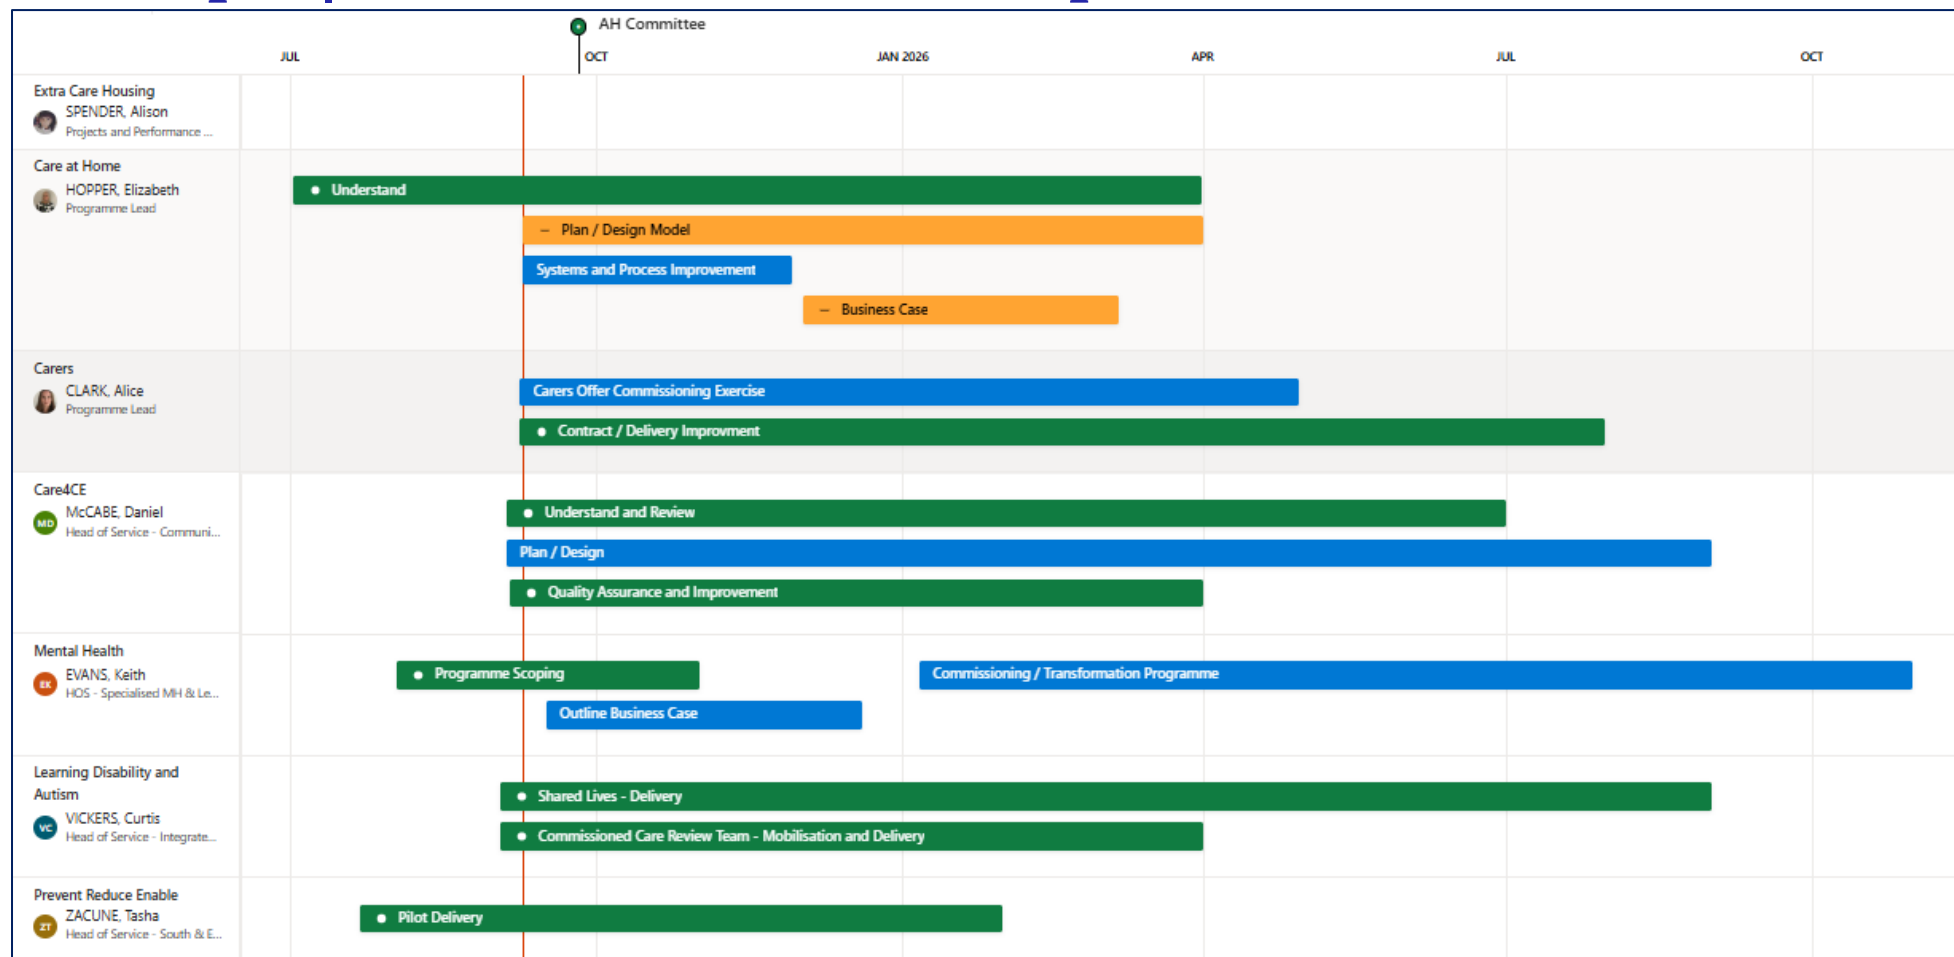 AH Committee
JUL OCT JAN 2026 APR JUL OCT
Extra Care Housing
SPENDER, Alison
Projects and Performance ...
Care at Home
HOPPER, Elizabeth
Programme Lead
Understand
Plan / Design Model
Systems and Process Improvement
Business Case
Carers
CLARK, Alice
Programme Lead
Carers Offer Commissioning Exercise
Contract / Delivery Improvment
Care4CE
MD
McCABE, Daniel
Head of Service - Communi...
Understand and Review
Plan / Design
Quality Assurance and Improvement
Mental Health
EK
EVANS, Keith
HOS - Specialised MH & Le...
Programme Scoping
Commissioning / Transformation Programme
Outline Business Case
Learning Disability and
Autism
VC
VICKERS, Curtis
Head of Service - Integrate...
Shared Lives - Delivery
Commissioned Care Review Team - Mobilisation and Delivery
Prevent Reduce Enable
ZT
ZACUNE, Tasha
Head of Service - South & E...
Pilot Delivery